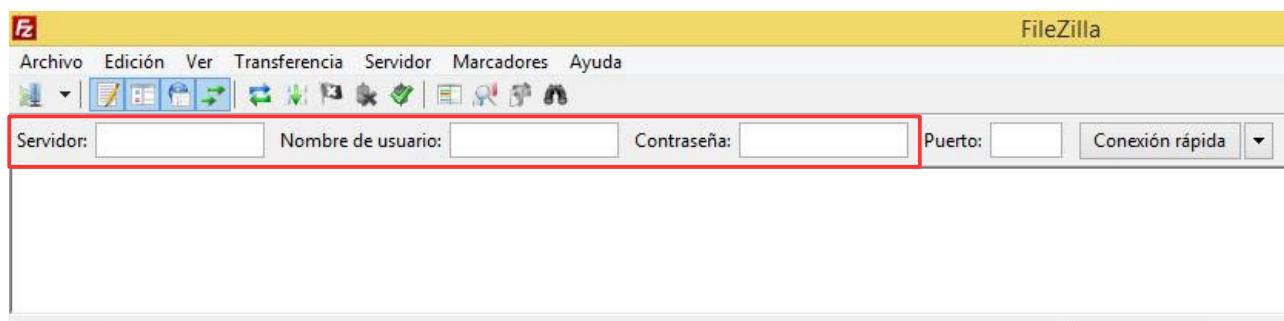 FileZilla
Archivo Edición Ver Transferencia Servidor Marcadores Ayuda
Servidor: Nombre de usuario: Contraseña: Puerto: Conexión rápida